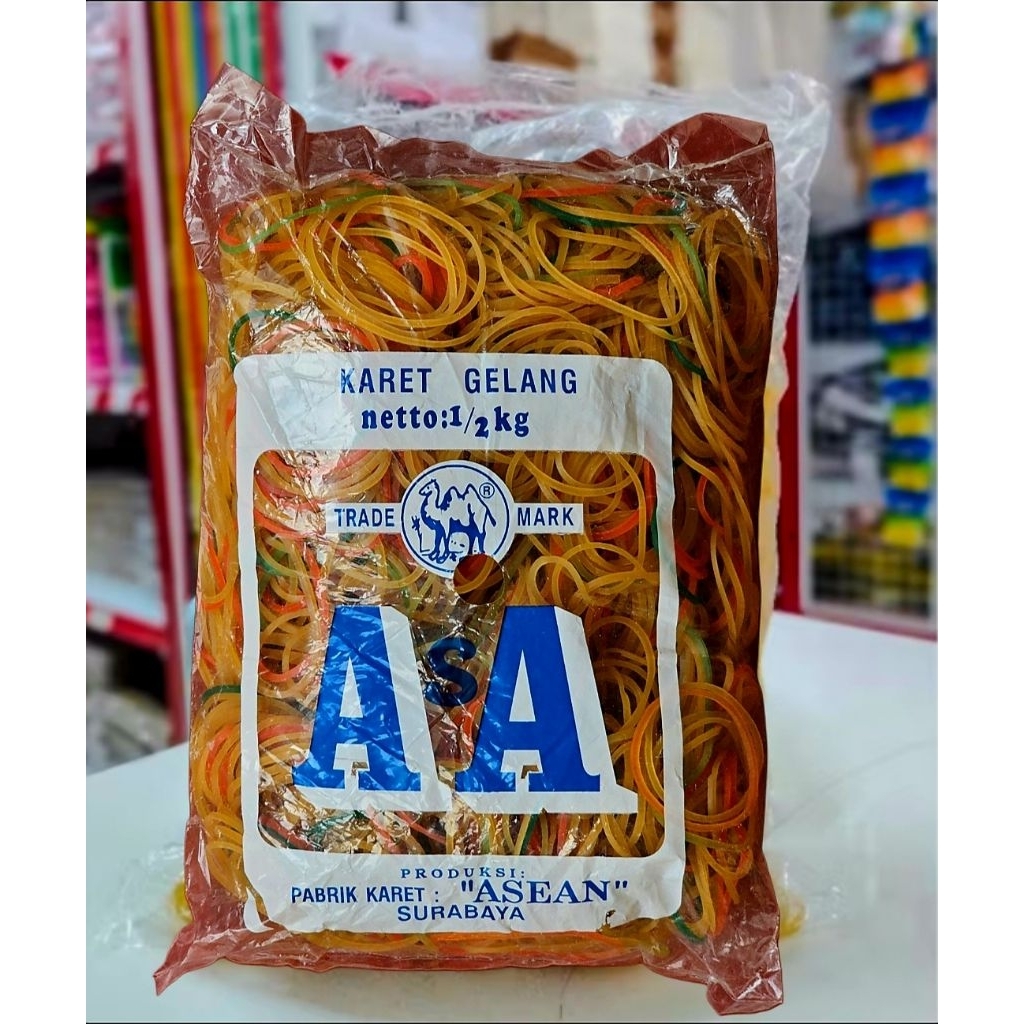 KARET GELANG
netto:1/2kg
TRADE ® MARK
ASA
PRODUKSI:
PABRIK KARET : "ASEAN"
SURABAYA